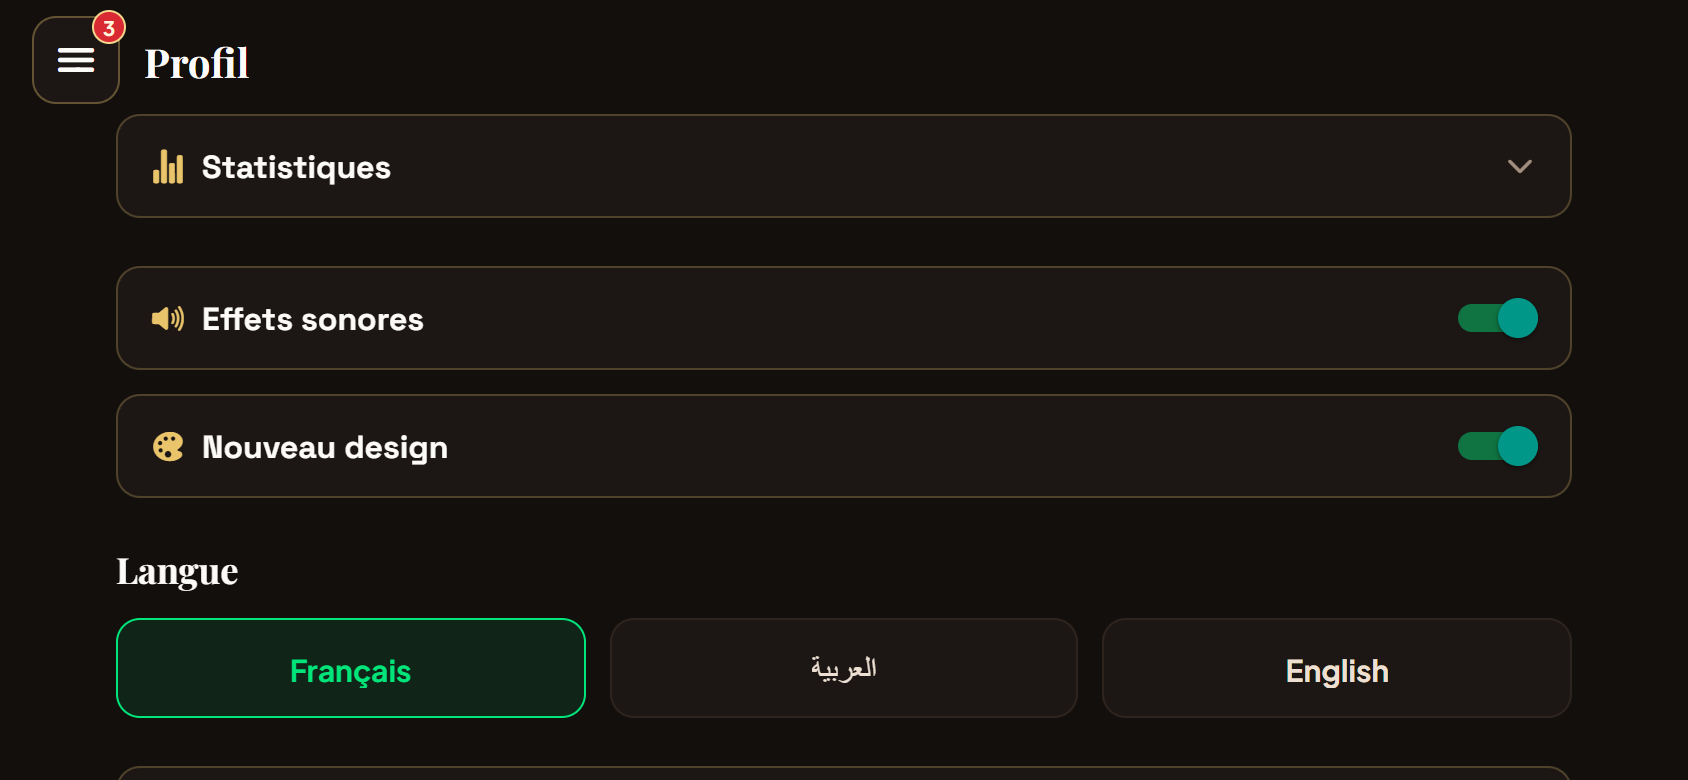 3
Profil
Statistiques
Effets sonores
Nouveau design
Langue
Français
العربية
English